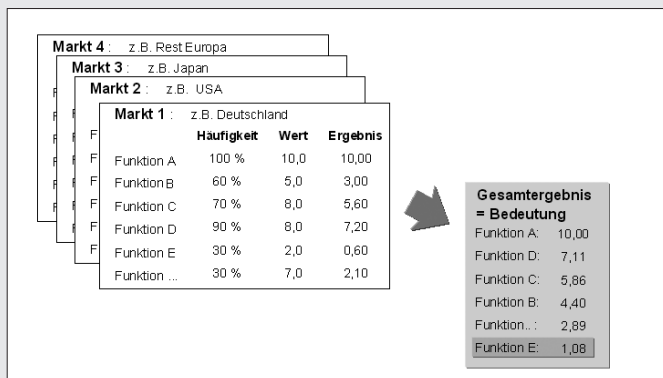 Markt 4 : z.B. Rest Europa
Markt 3 : z.B. Japan
Markt 2 : z.B. USA
Markt 1 : z.B. Deutschland
Häufigkeit Wert Ergebnis
Funktion A 100 % 10,0 10,00
Funktion B 60 % 5,0 3,00
Funktion C 70 % 8,0 5,60
Funktion D 90 % 8,0 7,20
Funktion E 30 % 2,0 0,60
Funktion ... 30 % 7,0 2,10
F F F
F F F
F F F
F F F
F F F
F F F
Gesamtergebnis
= Bedeutung
Funktion A: 10,00
Funktion D: 7,11
Funktion C: 5,86
Funktion B: 4,40
Funktion.. : 2,89
Funktion E: 1,08